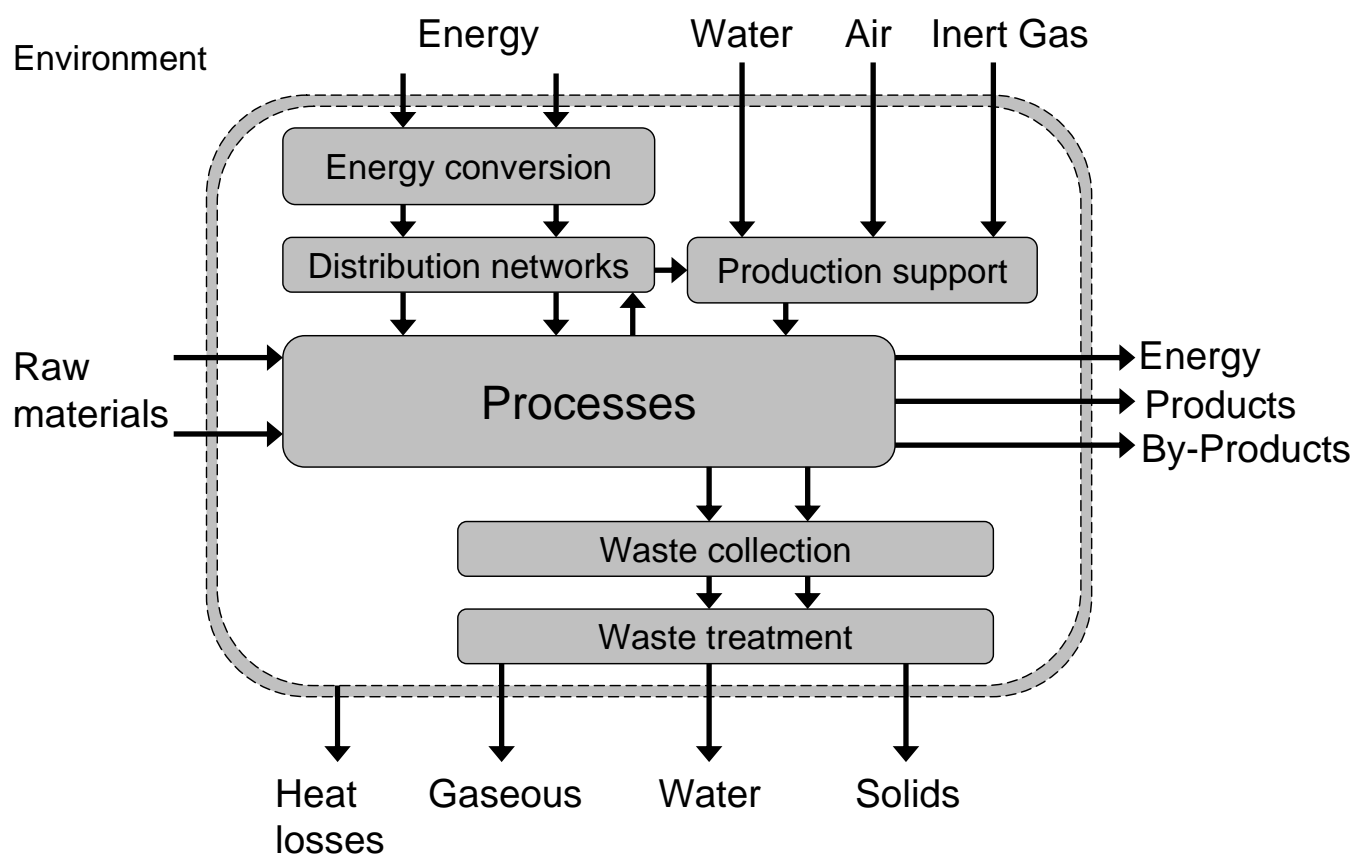 Environment
Energy
Water
Air
Inert Gas
Energy conversion
Distribution networks
Production support
Raw
materials
Processes
Energy
Products
By-Products
Waste collection
Waste treatment
Heat
losses
Gaseous
Water
Solids